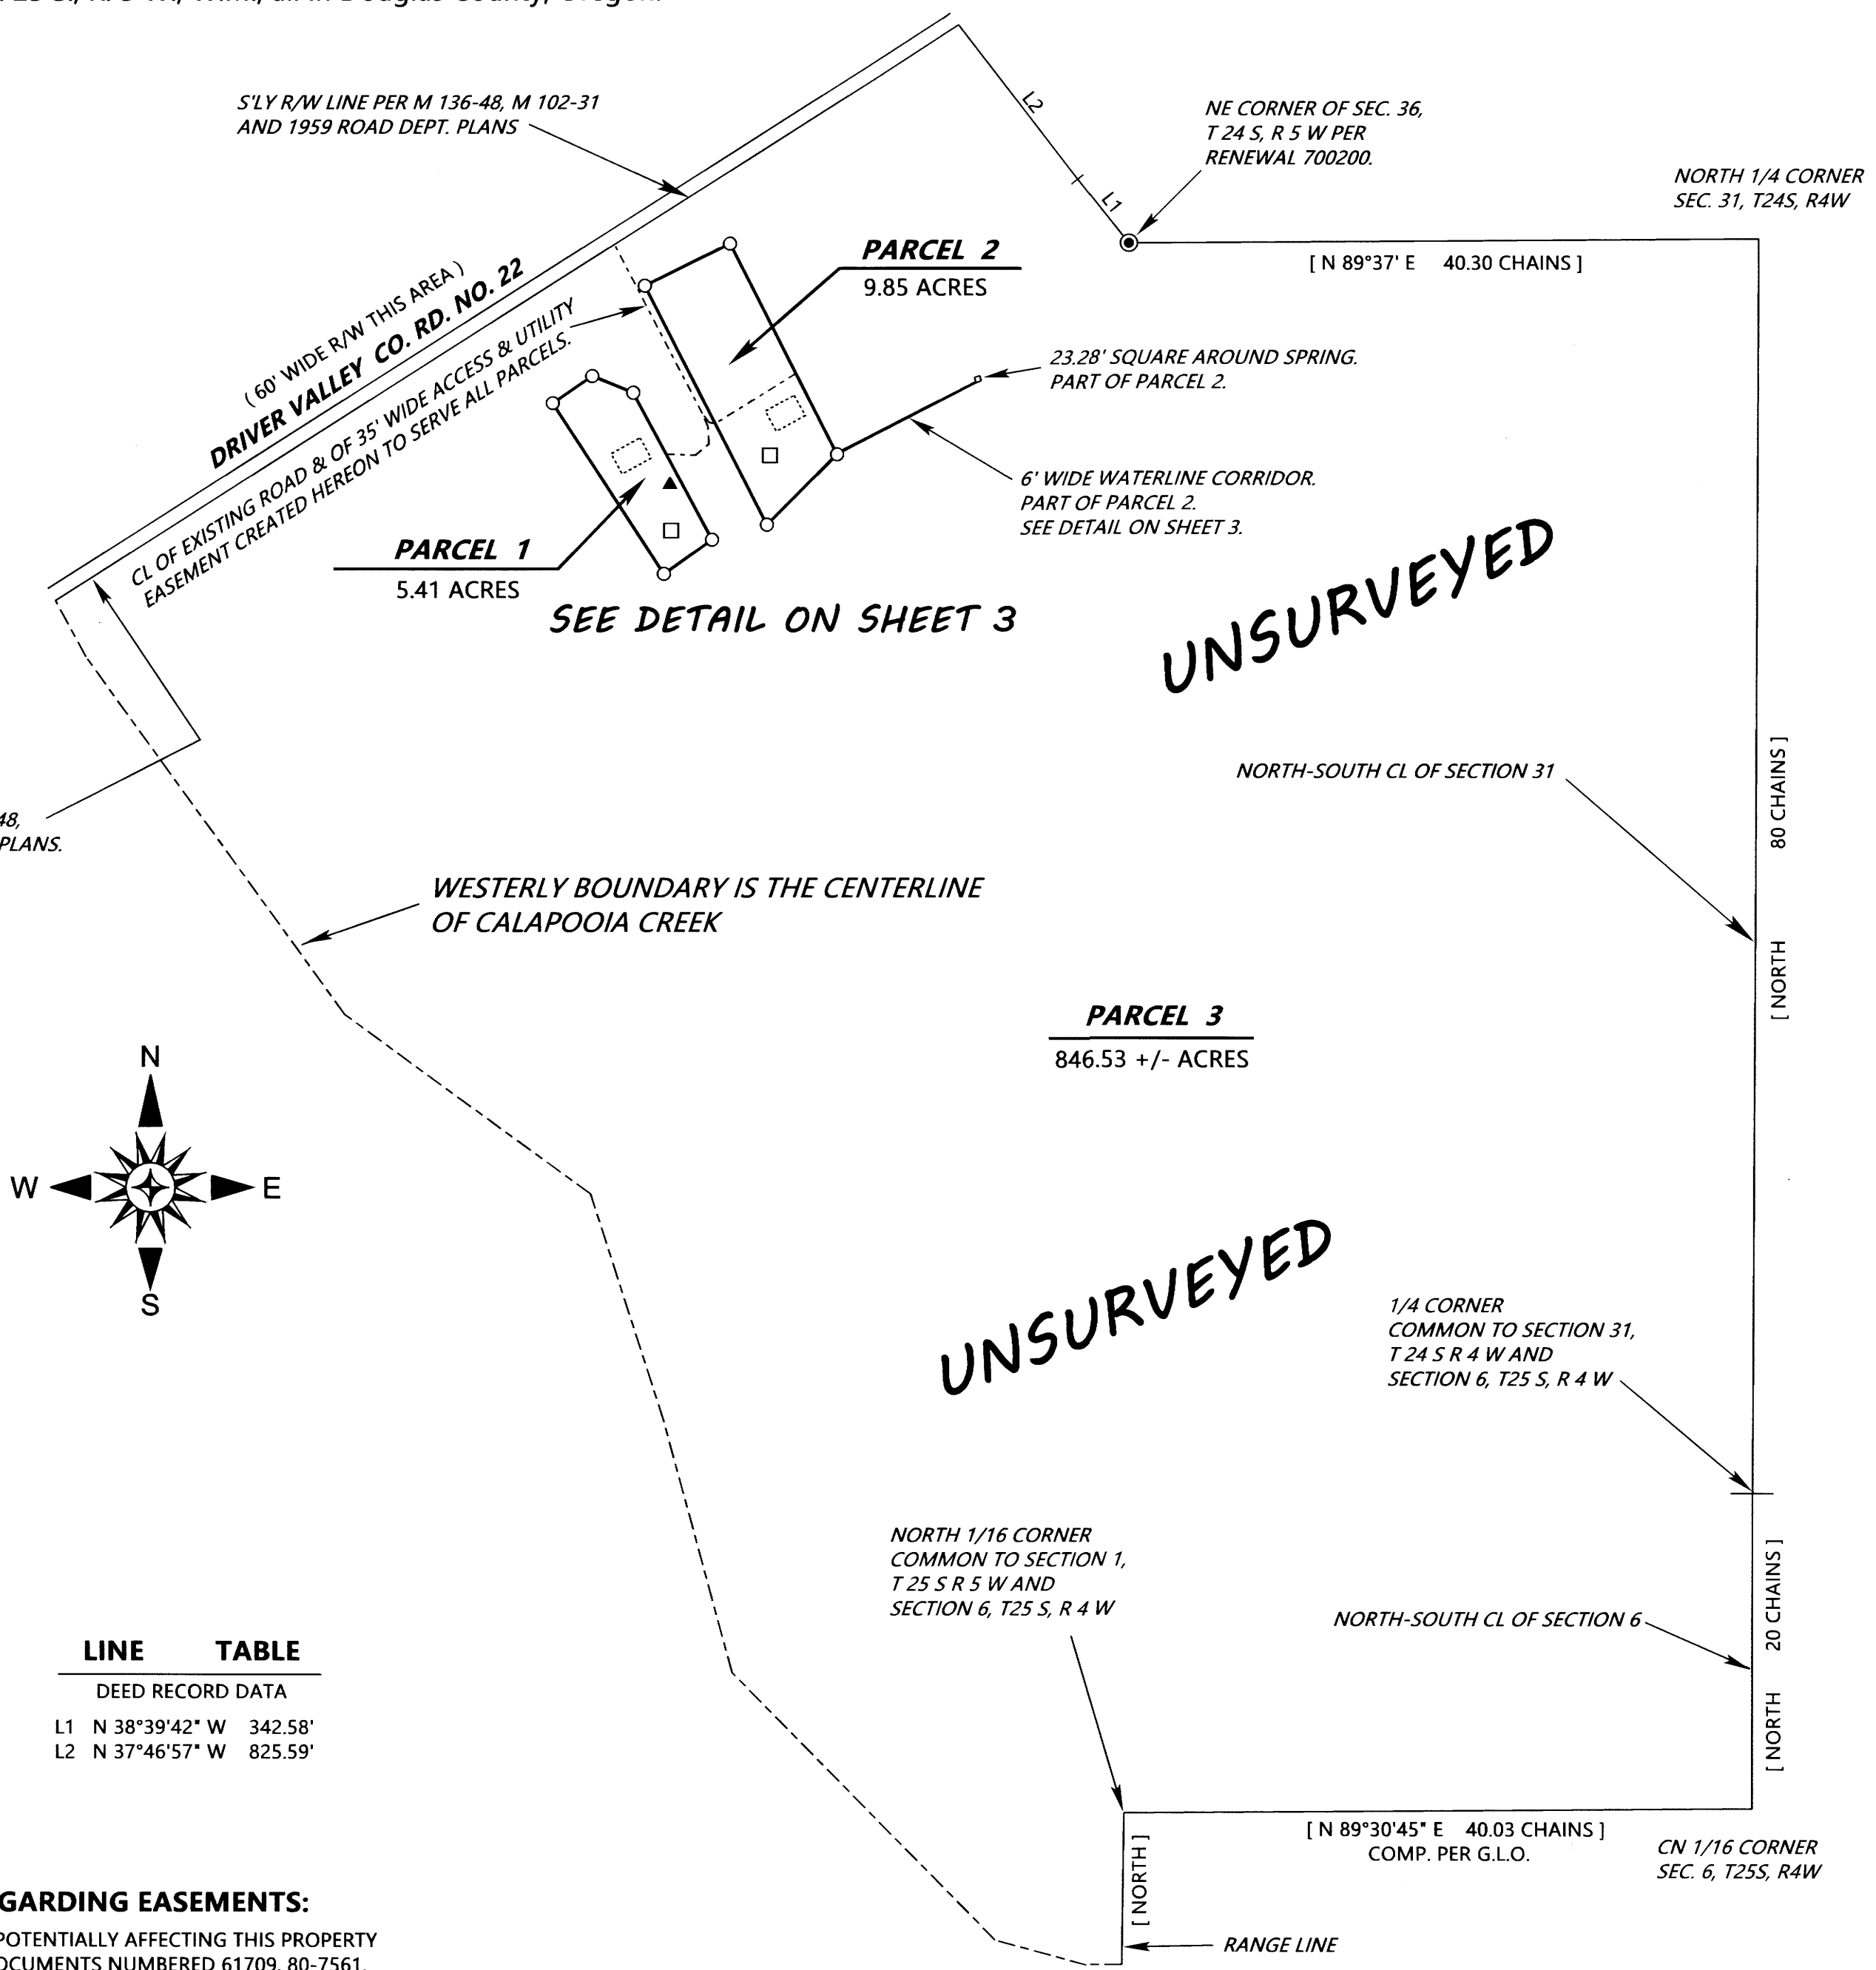 S'LY R/W LINE PER M 136-48, M 102-31
AND 1959 ROAD DEPT. PLANS
L2
L1
NE CORNER OF SEC. 36,
T 24 S, R 5 W PER
RENEWAL 700200.
NORTH 1/4 CORNER
SEC. 31, T24S, R4W
[ N 89°37' E 40.30 CHAINS ]
( 60' WIDE R/W THIS AREA )
DRIVER VALLEY CO. RD. NO. 22
CL OF EXISTING ROAD & OF 35' WIDE ACCESS & UTILITY
EASEMENT CREATED HEREON TO SERVE ALL PARCELS.
PARCEL 2
9.85 ACRES
23.28' SQUARE AROUND SPRING.
PART OF PARCEL 2.
6' WIDE WATERLINE CORRIDOR.
PART OF PARCEL 2.
SEE DETAIL ON SHEET 3.
PARCEL 1
5.41 ACRES
SEE DETAIL ON SHEET 3
UNSURVEYED
NORTH-SOUTH CL OF SECTION 31
[ NORTH 80 CHAINS ]
48,
PLANS.
WESTERLY BOUNDARY IS THE CENTERLINE
OF CALAPOOIA CREEK
PARCEL 3
846.53 +/- ACRES
N
W
E
S
UNSURVEYED
1/4 CORNER
COMMON TO SECTION 31,
T 24 S R 4 W AND
SECTION 6, T25 S, R 4 W
NORTH 1/16 CORNER
COMMON TO SECTION 1,
T 25 S R 5 W AND
SECTION 6, T25 S, R 4 W
NORTH-SOUTH CL OF SECTION 6
[ NORTH 20 CHAINS ]
LINE TABLE
DEED RECORD DATA
L1 N 38°39'42" W 342.58'
L2 N 37°46'57" W 825.59'
[ N 89°30'45" E 40.03 CHAINS ]
COMP. PER G.L.O.
CN 1/16 CORNER
SEC. 6, T25S, R4W
[ NORTH ]
RANGE LINE
GARDING EASEMENTS:
POTENTIALLY AFFECTING THIS PROPERTY
OCUMENTS NUMBERED 61709, 80-7561,